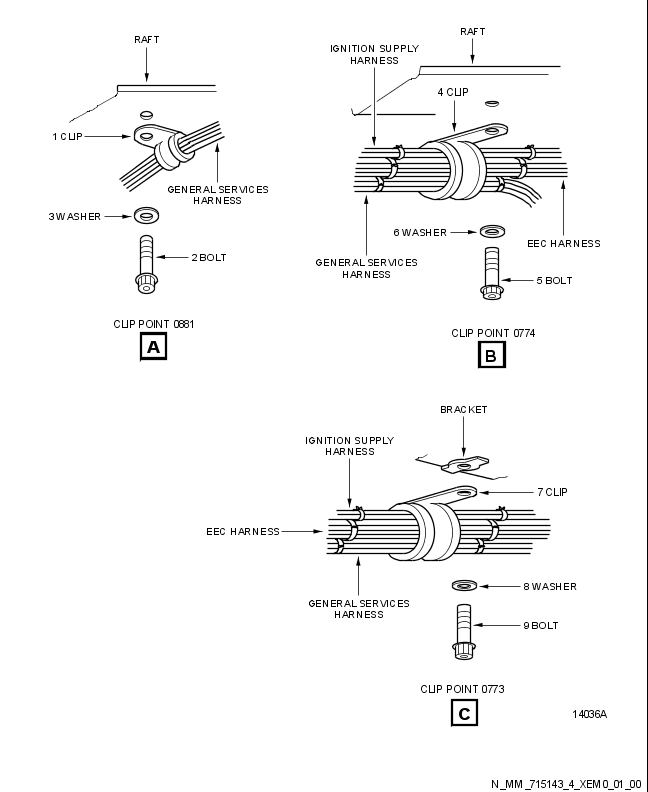 RAFT
1 CLIP
GENERAL SERVICES
HARNESS
3 WASHER
2 BOLT
CLIP POINT 0881
A
RAFT
IGNITION SUPPLY
HARNESS
4 CLIP
6 WASHER
EEC HARNESS
GENERAL SERVICES
HARNESS
5 BOLT
CLIP POINT 0774
B
BRACKET
IGNITION SUPPLY
HARNESS
7 CLIP
EEC HARNESS
8 WASHER
GENERAL SERVICES
HARNESS
9 BOLT
CLIP POINT 0773
C
14036A
N_MM_715143_4_XEM0_01_00